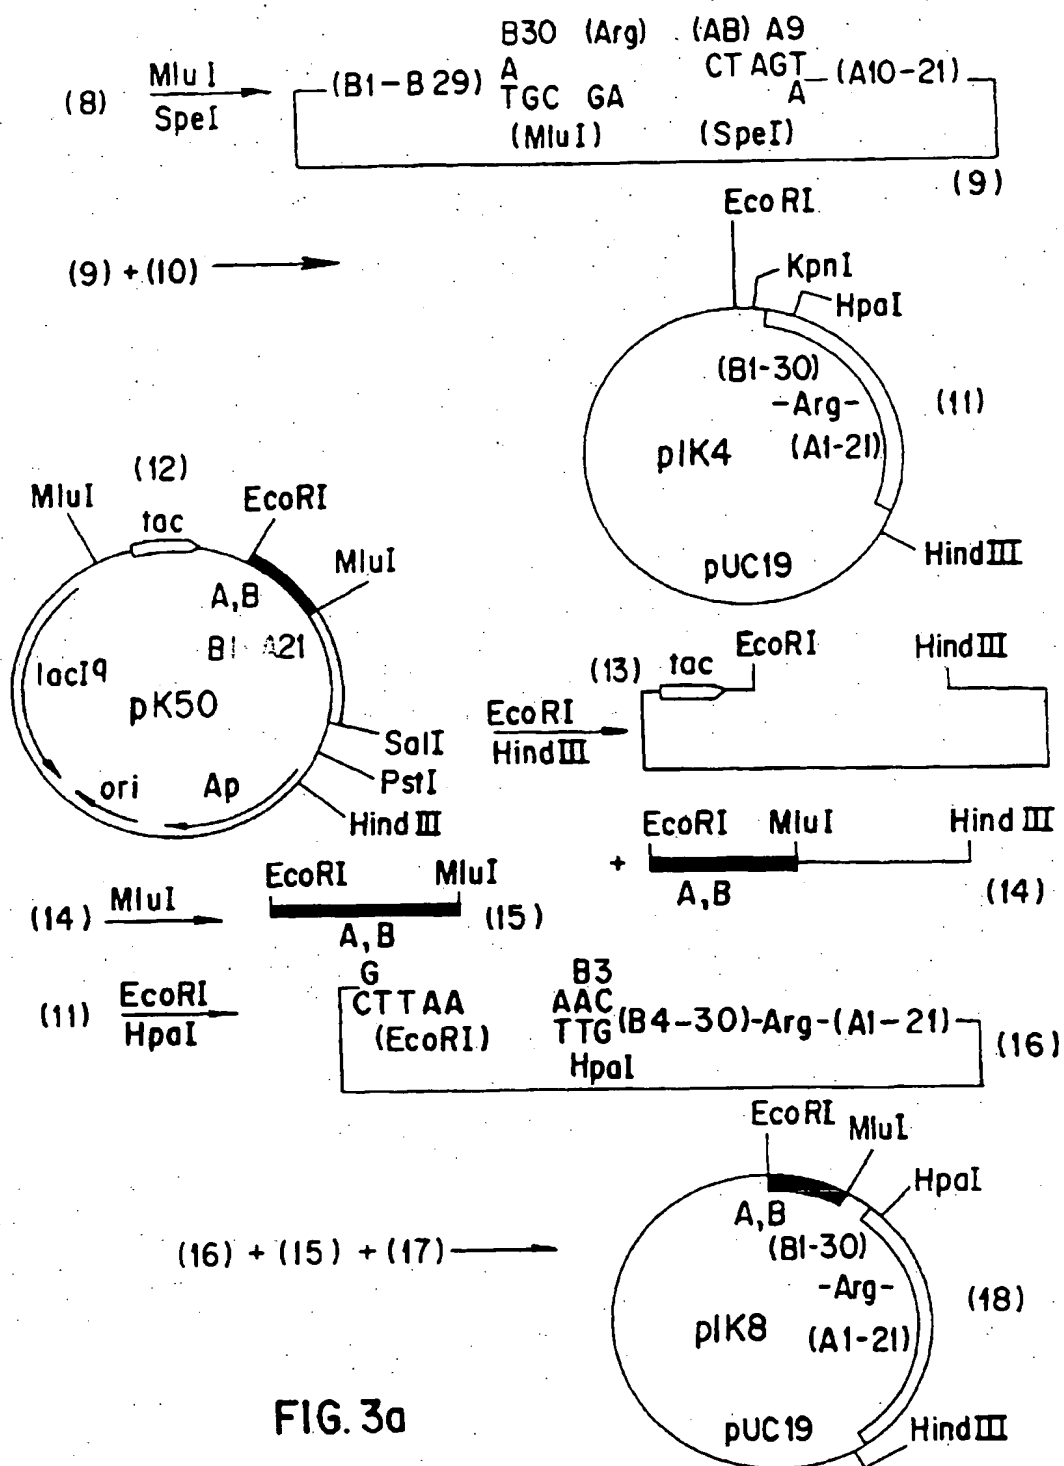 B30 (Arg) (A8) A9
(8) MluI SpeI (B1-B29) A CT AGT (A10-21)
TGC GA A
(MluI) (SpeI)
(9)
(9) + (10)
EcoRI
KpnI
HpaI
(B1-30)
-Arg-
(A1-21)
(11)
pIK4
pUC19
HindIII
(12)
MluI
tac
EcoRI
MluI
A,B
B1 A21
lacIq
pK50
SalI
PstI
HindIII
ori
Ap
EcoRI
HindIII
(13) tac EcoRI HindIII
+ EcoRI MluI HindIII
A,B (14)
(14) MluI EcoRI MluI (15)
A,B
(11) EcoRI HpaI
G B3
CTTAA AAC
(EcoRI) TTG (B4-30)-Arg-(A1-21) (16)
HpaI
(16) + (15) + (17)
EcoRI
MluI
HpaI
A,B
(B1-30)
-Arg-
(A1-21)
(18)
pIK8
pUC19
HindIII
FIG. 3a